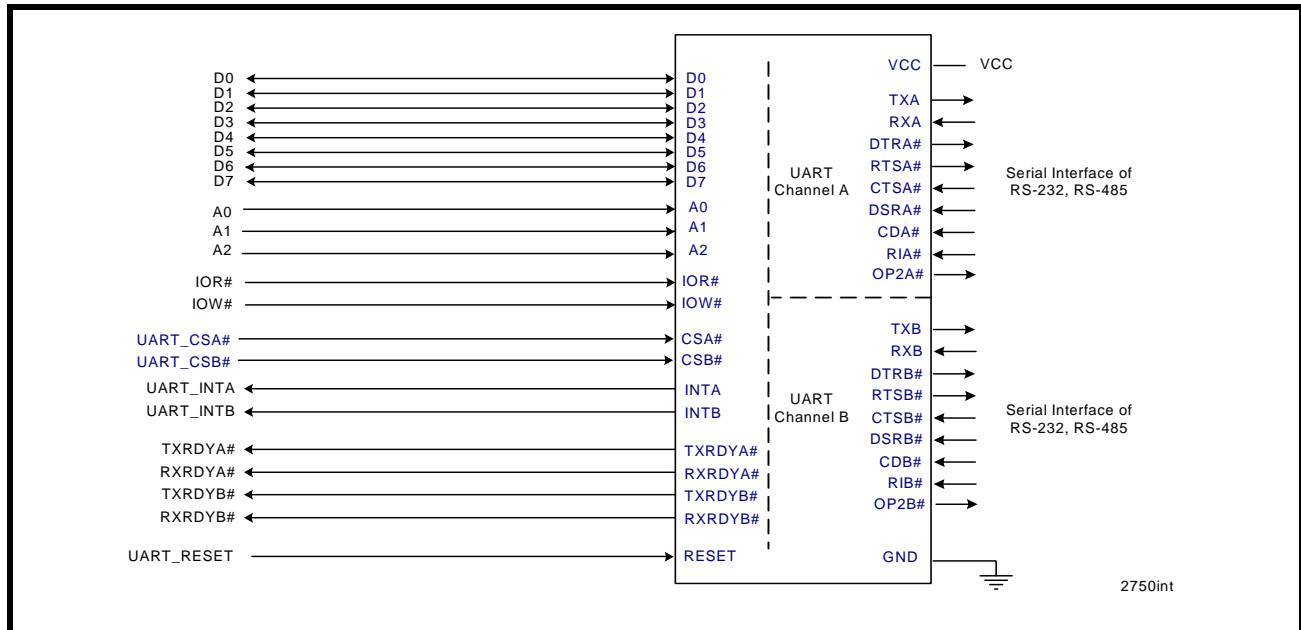 D0
D1
D2
D3
D4
D5
D6
D7
A0
A1
A2
IOR#
IOW#
UART_CSA#
UART_CSB#
UART_INTA
UART_INTB
TXRDYA#
RXRDYA#
TXRDYB#
RXRDYB#
UART_RESET
D0
D1
D2
D3
D4
D5
D6
D7
A0
A1
A2
IOR#
IOW#
CSA#
CSB#
INTA
INTB
TXRDYA#
RXRDYA#
TXRDYB#
RXRDYB#
RESET
UART
Channel A
UART
Channel B
VCC
TXA
RXA
DTRA#
RTSA#
CTSA#
DSRA#
CDA#
RIA#
OP2A#
TXB
RXB
DTRB#
RTSB#
CTSB#
DSRB#
CDB#
RIB#
OP2B#
GND
VCC
Serial Interface of
RS-232, RS-485
Serial Interface of
RS-232, RS-485
2750int